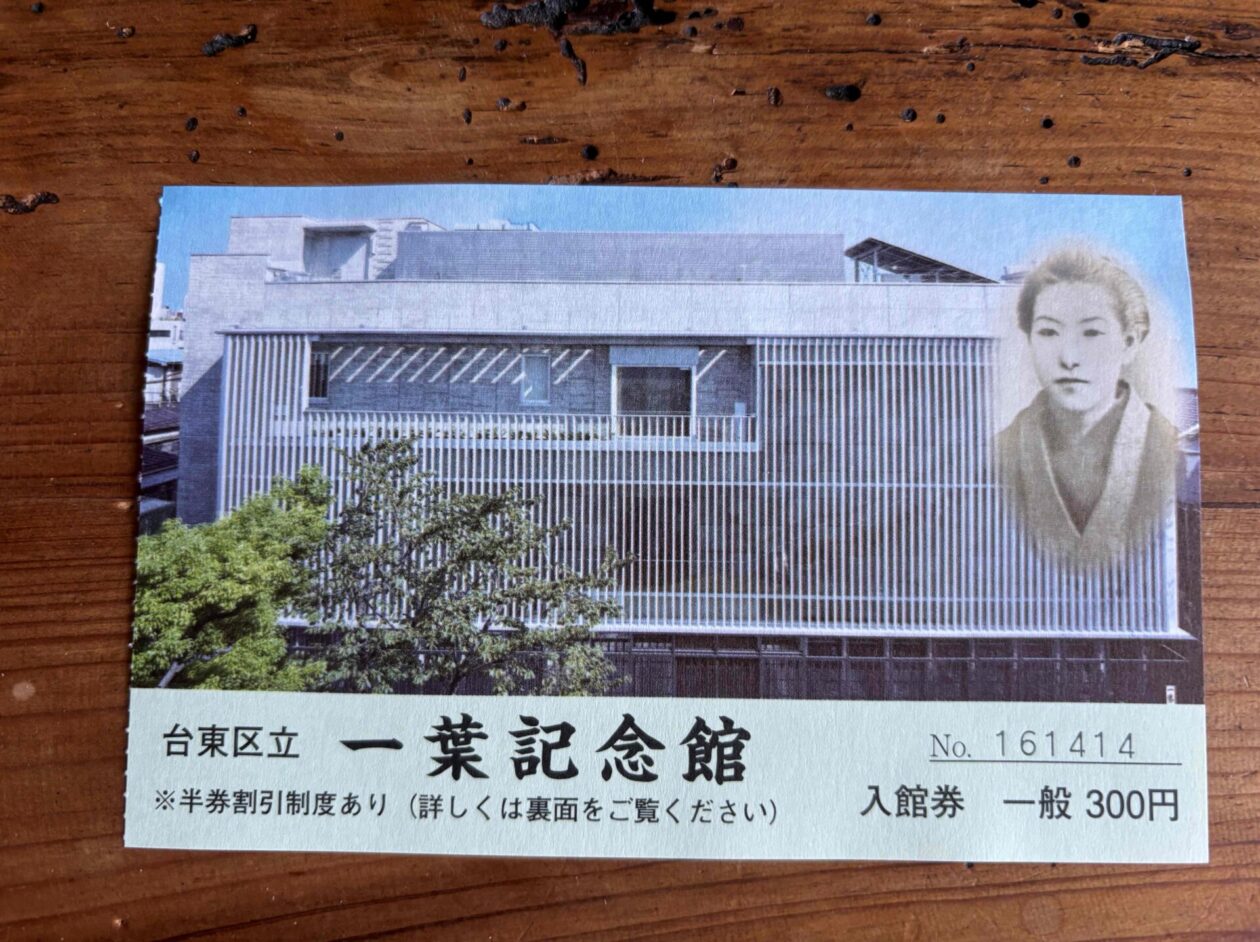 台東区立 一葉記念館
No. 161414
※半券割引制度あり（詳しくは裏面をご覧ください）
入館券 一般 300円